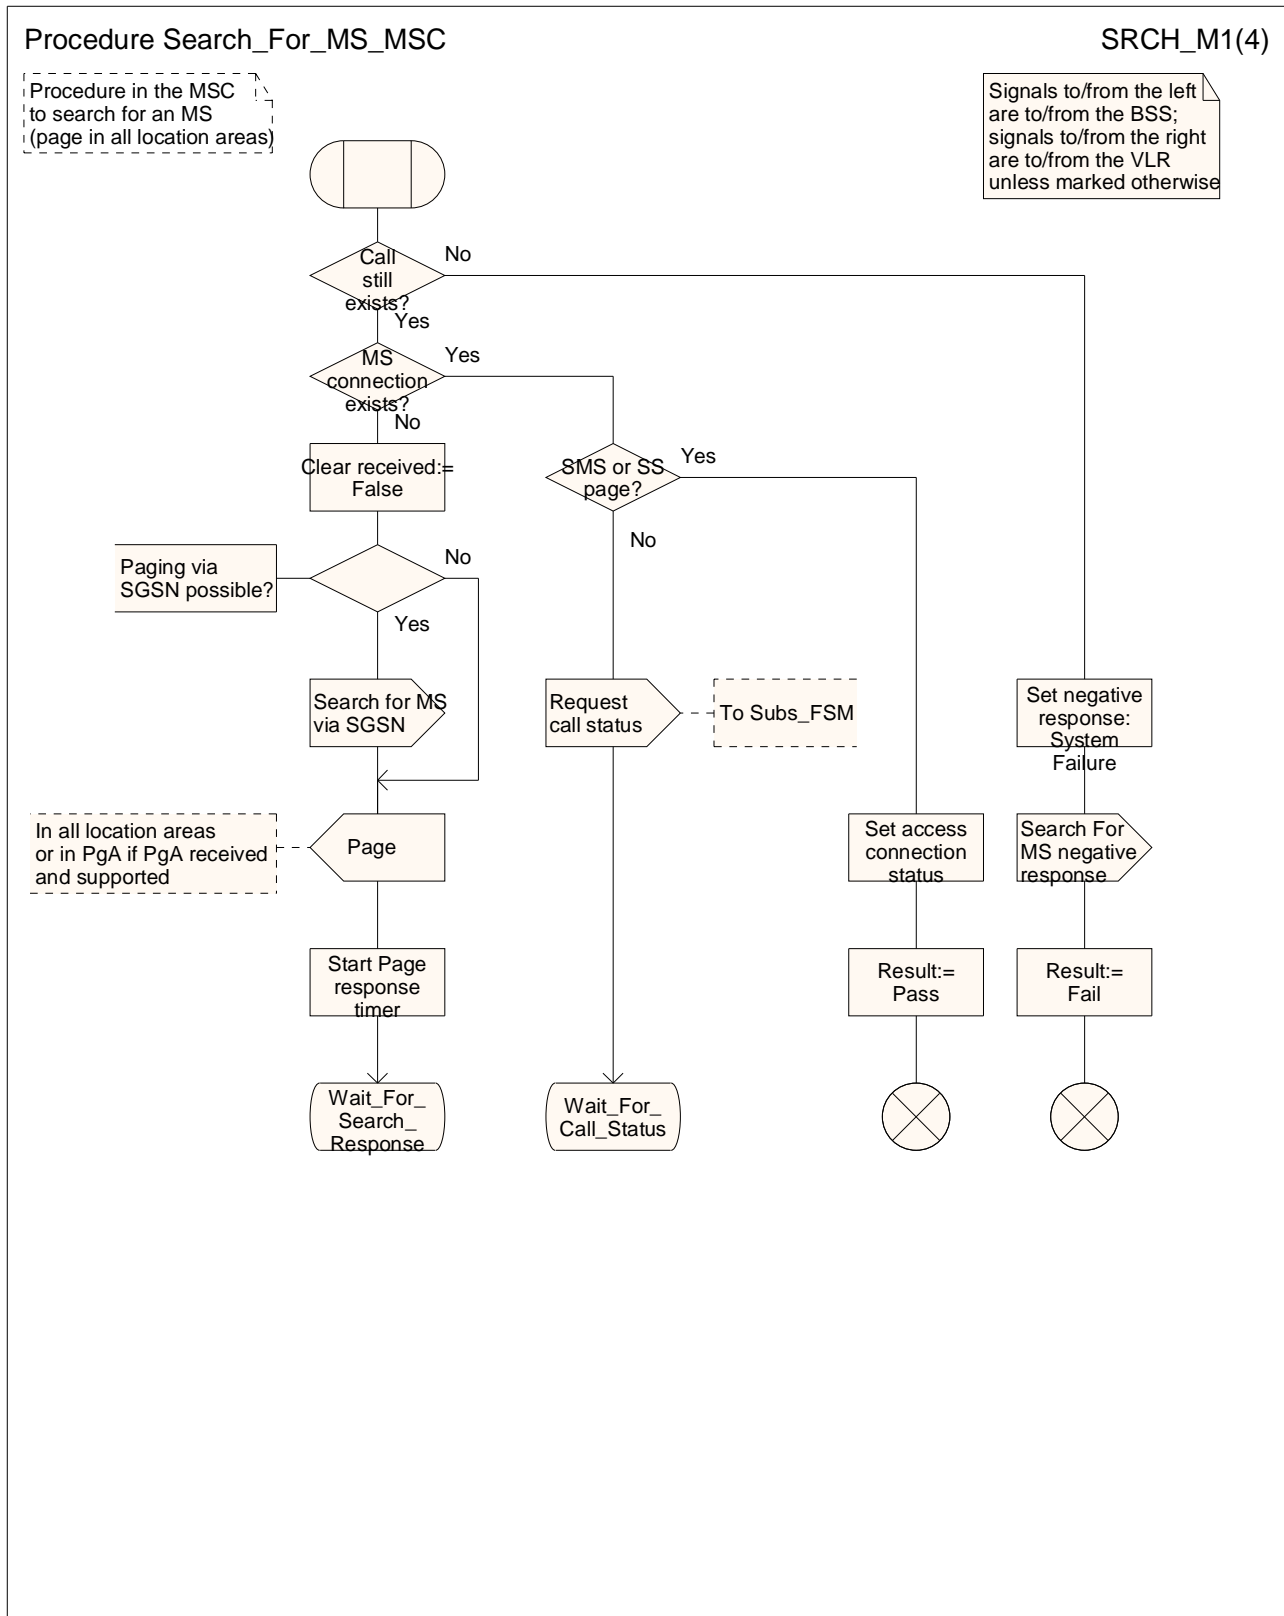 Procedure Search_For_MS_MSC
SRCH_M1(4)
Procedure in the MSC
to search for an MS
(page in all location areas)
Signals to/from the left
are to/from the BSS;
signals to/from the right
are to/from the VLR
unless marked otherwise
Call
still
exists?
No
Yes
MS
connection
exists?
Yes
No
Clear received:=
False
SMS or SS
page?
Yes
No
Paging via
SGSN possible?
No
Yes
Search for MS
via SGSN
Request
call status
To Subs_FSM
Set negative
response:
System
Failure
In all location areas
or in PgA if PgA received
and supported
Page
Set access
connection
status
Search For
MS negative
response
Start Page
response
timer
Result:=
Pass
Result:=
Fail
Wait_For_
Search_
Response
Wait_For_
Call_Status